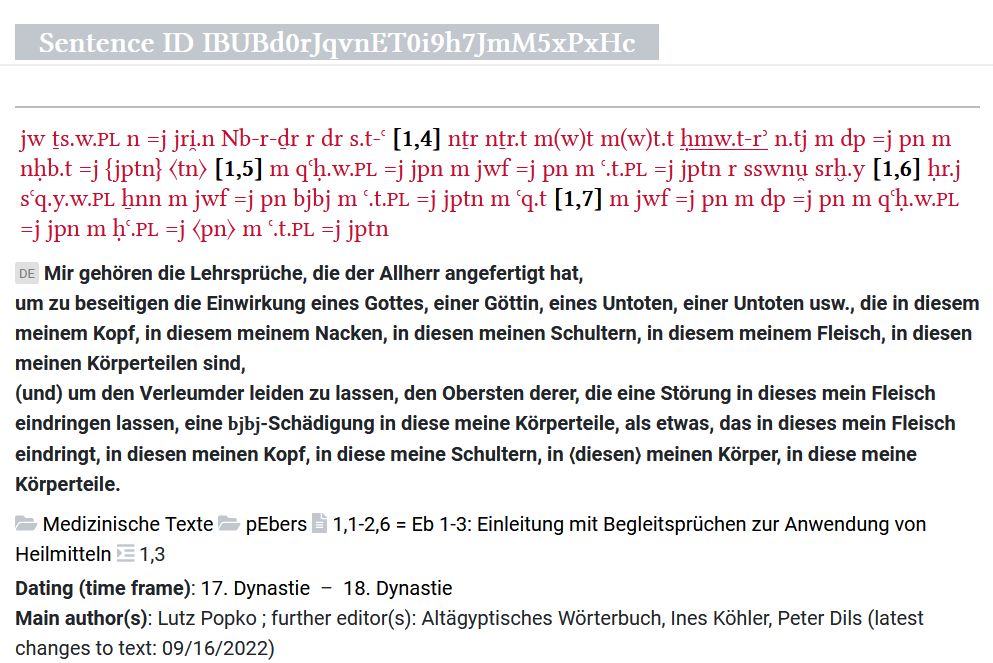 Sentence ID IBUBd0rJqvnET0i9h7JmM5xPxHc
jw ṯs.w.PL n =j jri̯.n Nb-r-ḏr r dr s.t-ꜥ [1,4] nṯr nṯr.t m(w)t m(w)t.t ḥmw.t-rʾ n.tj m dp =j pn m
nḥb.t =j {jptn} 〈tn〉 [1,5] m qꜥḥ.w.PL =j jpn m jwf =j pn m ꜥ.t.PL =j jptn r sswnu̯ srḫ.y [1,6] ḥr.j
sꜥq.y.w.PL ẖnn m jwf =j pn bjbj m ꜥ.t.PL =j jptn m ꜥq.t [1,7] m jwf =j pn m dp =j pn m qꜥḥ.w.PL
=j jpn m ḥꜥ.PL =j 〈pn〉 m ꜥ.t.PL =j jptn
DE Mir gehören die Lehrsprüche, die der Allherr angefertigt hat,
um zu beseitigen die Einwirkung eines Gottes, einer Göttin, eines Untoten, einer Untoten usw., die in diesem
meinem Kopf, in diesem meinem Nacken, in diesen meinen Schultern, in diesem meinem Fleisch, in diesen
meinen Körperteilen sind,
(und) um den Verleumder leiden zu lassen, den Obersten derer, die eine Störung in dieses mein Fleisch
eindringen lassen, eine bjbj-Schädigung in diese meine Körperteile, als etwas, das in dieses mein Fleisch
eindringt, in diesen meinen Kopf, in diese meine Schultern, in 〈diesen〉 meinen Körper, in diese meine
Körperteile.
Medizinische Texte pEbers 1,1-2,6 = Eb 1-3: Einleitung mit Begleitsprüchen zur Anwendung von
Heilmitteln 1,3
Dating (time frame): 17. Dynastie – 18. Dynastie
Main author(s): Lutz Popko ; further editor(s): Altägyptisches Wörterbuch, Ines Köhler, Peter Dils (latest
changes to text: 09/16/2022)